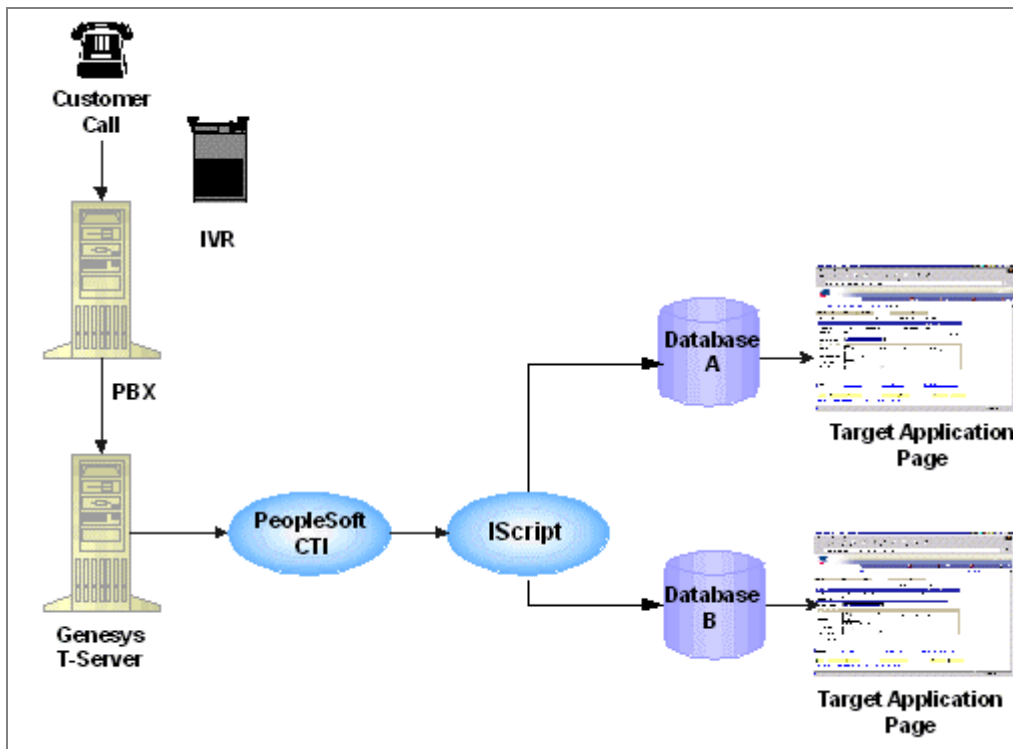 Customer
Call
IVR
PBX
Genesys
T-Server
PeopleSoft
CTI
IScript
Database
A
Target Application
Page
Database
B
Target Application
Page